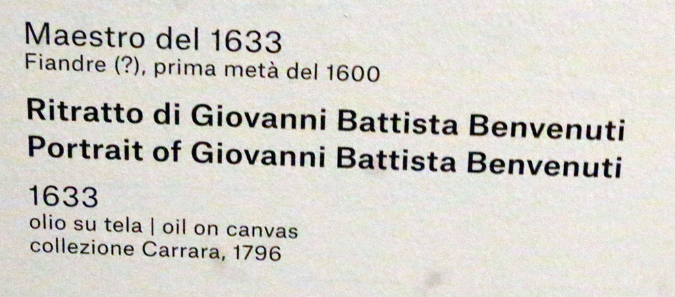 Maestro del 1633
Fiandre (?), prima metà del 1600
Ritratto di Giovanni Battista Benvenuti
Portrait of Giovanni Battista Benvenuti
1633
olio su tela | oil on canvas
collezione Carrara, 1796